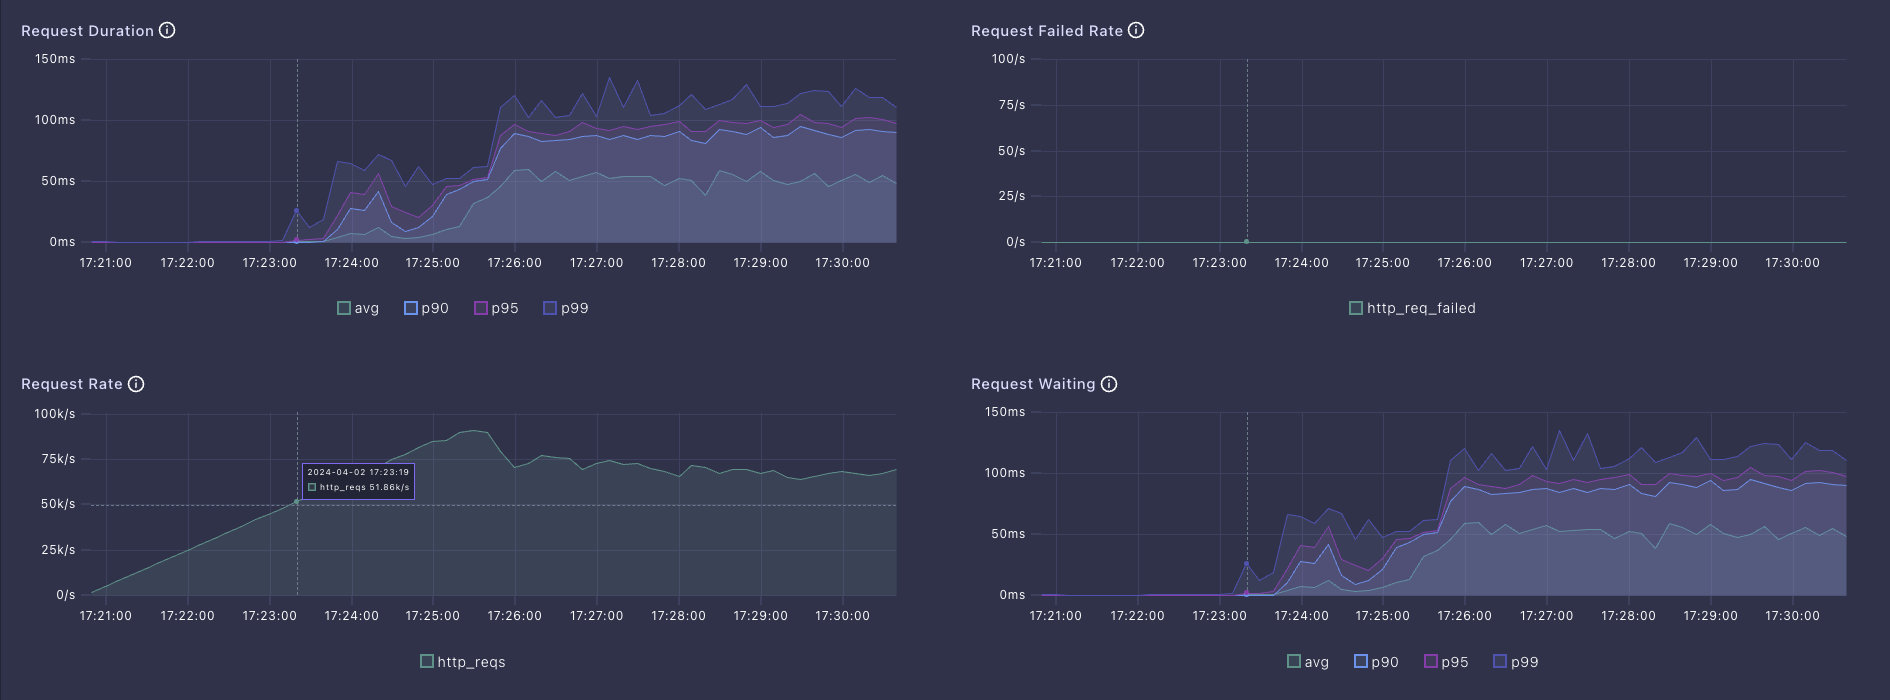 Request Duration
150ms
100ms
50ms
0ms
17:21:00 17:22:00 17:23:00 17:24:00 17:25:00 17:26:00 17:27:00 17:28:00 17:29:00 17:30:00
avg p90 p95 p99
Request Failed Rate
100/s
75/s
50/s
25/s
0/s
17:21:00 17:22:00 17:23:00 17:24:00 17:25:00 17:26:00 17:27:00 17:28:00 17:29:00 17:30:00
http_req_failed
Request Rate
100k/s
75k/s
50k/s
25k/s
0/s
2024-04-02 17:23:19
http_reqs 51.86k/s
17:21:00 17:22:00 17:23:00 17:24:00 17:25:00 17:26:00 17:27:00 17:28:00 17:29:00 17:30:00
http_reqs
Request Waiting
150ms
100ms
50ms
0ms
17:21:00 17:22:00 17:23:00 17:24:00 17:25:00 17:26:00 17:27:00 17:28:00 17:29:00 17:30:00
avg p90 p95 p99